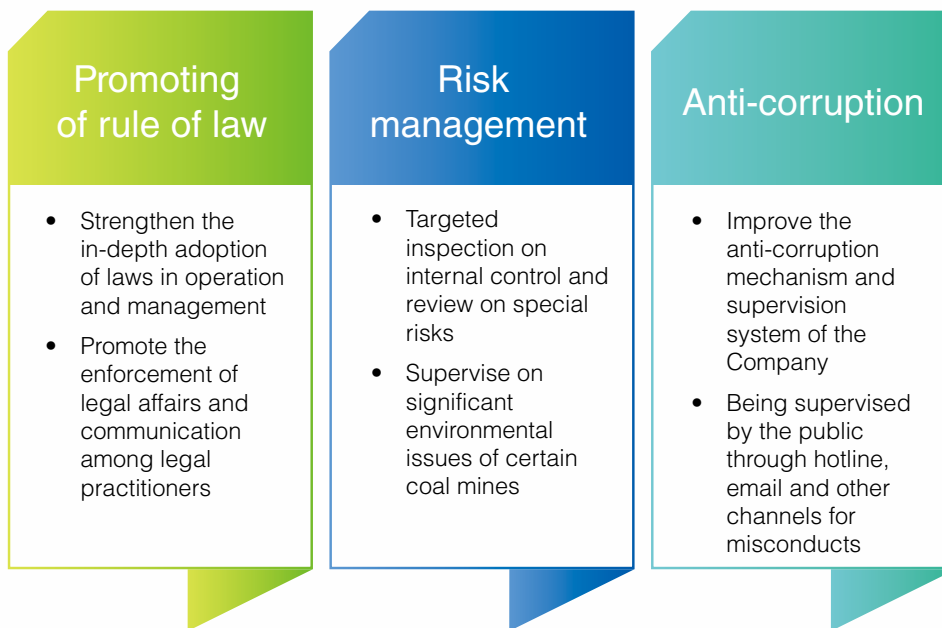 Promoting
of rule of law
• Strengthen the
in-depth adoption
of laws in operation
and management
• Promote the
enforcement of
legal affairs and
communication
among legal
practitioners
Risk
management
• Targeted
inspection on
internal control and
review on special
risks
• Supervise on
significant
environmental
issues of certain
coal mines
Anti-corruption
• Improve the
anti-corruption
mechanism and
supervision
system of the
Company
• Being supervised
by the public
through hotline,
email and other
channels for
misconducts